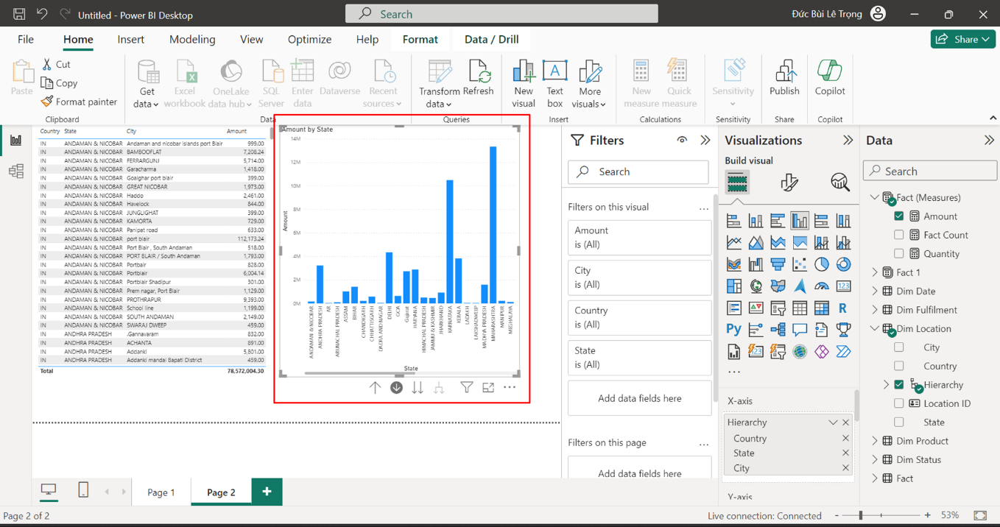 Untitled - Power BI Desktop
Search
Đức Bùi Lê Trọng
File Home Insert Modeling View Optimize Help Format Data / Drill
Share
Paste
Cut
Copy
Format painter
Clipboard
Get data
Excel workbook
OneLake data hub
SQL Server
Enter data
Dataverse
Recent sources
Data
Transform data
Refresh
Queries
New visual
Text box
More visuals
Insert
New measure
Quick measure
Calculations
Sensitivity
Sensitivity
Publish
Share
Copilot
Copilot
Country State City Amount
IN ANDAMAN & NICOBAR Andaman and nicobar islands port Blair 999.00
IN ANDAMAN & NICOBAR BAMBOOFLAT 7,208.24
IN ANDAMAN & NICOBAR FERRARGUNJ 5,714.00
IN ANDAMAN & NICOBAR Garacharma 1,418.00
IN ANDAMAN & NICOBAR Goalghar port blair 399.00
IN ANDAMAN & NICOBAR GREAT NICOBAR 1,973.00
IN ANDAMAN & NICOBAR Haddo 2,461.00
IN ANDAMAN & NICOBAR Havelock 844.00
IN ANDAMAN & NICOBAR JUNGLIGHAT 399.00
IN ANDAMAN & NICOBAR KAMORTA 729.00
IN ANDAMAN & NICOBAR Panipat road 633.00
IN ANDAMAN & NICOBAR port blair 112,173.24
IN ANDAMAN & NICOBAR Port Blair , South Andaman 518.00
IN ANDAMAN & NICOBAR PORT BLAIR / South Andaman 1,793.00
IN ANDAMAN & NICOBAR Portbair 828.00
IN ANDAMAN & NICOBAR Portblair 6,004.14
IN ANDAMAN & NICOBAR Portblair Shadipur 301.00
IN ANDAMAN & NICOBAR Prem nagar, Port Blair 1,129.00
IN ANDAMAN & NICOBAR PROTHRAPUR 9,393.00
IN ANDAMAN & NICOBAR School line 1,199.00
IN ANDAMAN & NICOBAR SOUTH ANDAMAN 2,149.00
IN ANDAMAN & NICOBAR SWARAJ DWEEP 459.00
IN ANDHRA PRADESH .Gannavaram 832.00
IN ANDHRA PRADESH ACHANTA 891.00
IN ANDHRA PRADESH Addanki 5,801.00
IN ANDHRA PRADESH Addanki mandal Bapatl District 459.00
Total 78,572,004.30
Amount by State
14M
12M
10M
8M
6M
4M
2M
0M
Amount
ANDAMAN & NICOBAR
ANDHRA PRADESH
AR
ARUNACHAL PRADESH
ASSAM
BIHAR
CHANDIGARH
CHHATTISGARH
DADRA AND NAGAR
DELHI
GOA
Gujarat
HARYANA
HIMACHAL PRADESH
JAMMU & KASHMIR
JHARKHAND
KARNATAKA
KERALA
LADAKH
LAKSHADWEEP
MADHYA PRADESH
MAHARASHTRA
MANIPUR
MEGHALAYA
State
Filters
Search
Filters on this visual
...
Amount
is (All)
City
is (All)
Country
is (All)
State
is (All)
Add data fields here
Filters on this page
...
Add data fields here
Visualizations
Build visual
123
R
Py
123
...
X-axis
Hierarchy
Country
State
City
Y-axis
Data
Search
Fact (Measures)
Amount
Fact Count
Quantity
Fact 1
Dim Date
Dim Fulfilment
Dim Location
City
Country
Hierarchy
Location ID
State
Dim Product
Dim Status
Fact
Page 1
Page 2
+
Page 2 of 2
Live connection: Connected
- + 53%